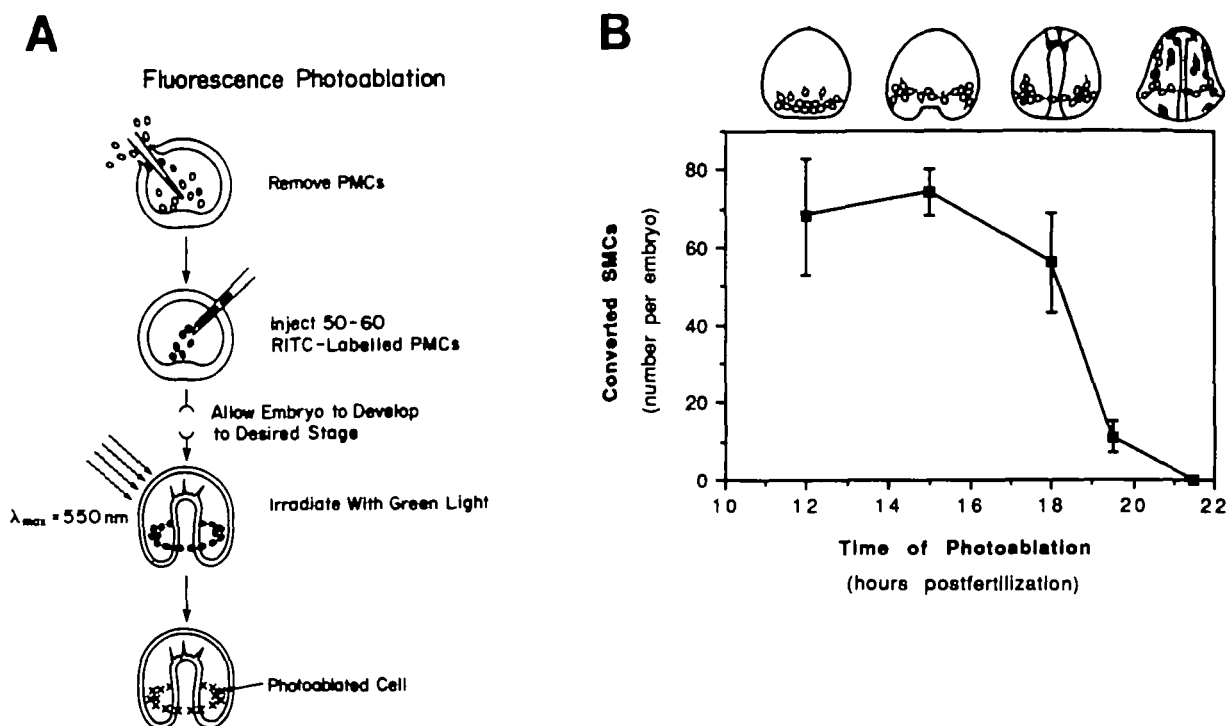 A
Fluorescence Photoablation
Remove PMCs
Inject 50-60
RITC-Labelled PMCs
Allow Embryo to Develop
to Desired Stage
λmax = 550 nm
Irradiate With Green Light
Photoablated Cell
B
Converted SMCs
(number per embryo)
80
60
40
20
0
10 12 14 16 18 20 22
Time of Photoablation
(hours postfertilization)